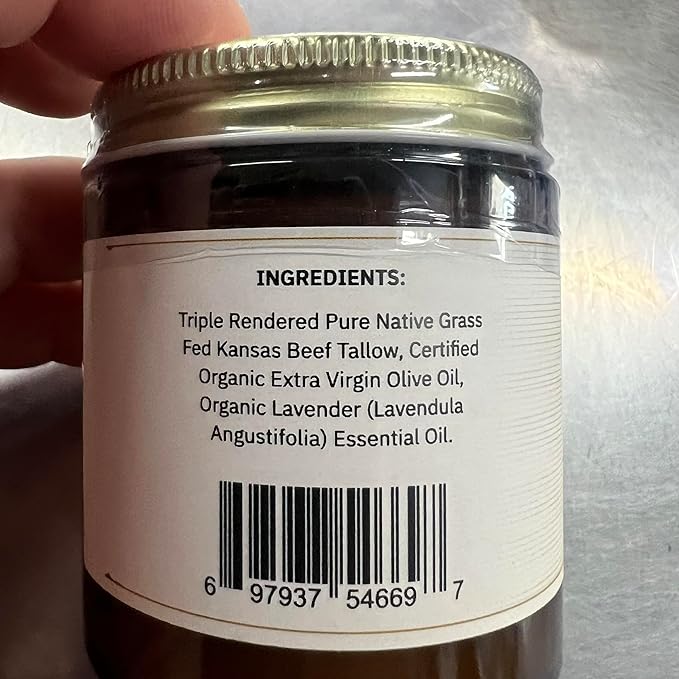 INGREDIENTS:
Triple Rendered Pure Native Grass
Fed Kansas Beef Tallow, Certified
Organic Extra Virgin Olive Oil,
Organic Lavender (Lavendula
Angustifolia) Essential Oil.
6 97937 54669 7